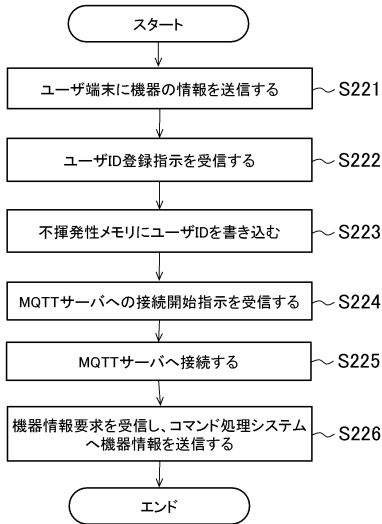 スタート
ユーザ端末に機器の情報を送信する
S221
ユーザID登録指示を受信する
S222
不揮発性メモリにユーザIDを書き込む
S223
MQTTサーバへの接続開始指示を受信する
S224
MQTTサーバへ接続する
S225
機器情報要求を受信し、コマンド処理システム
へ機器情報を送信する
S226
エンド